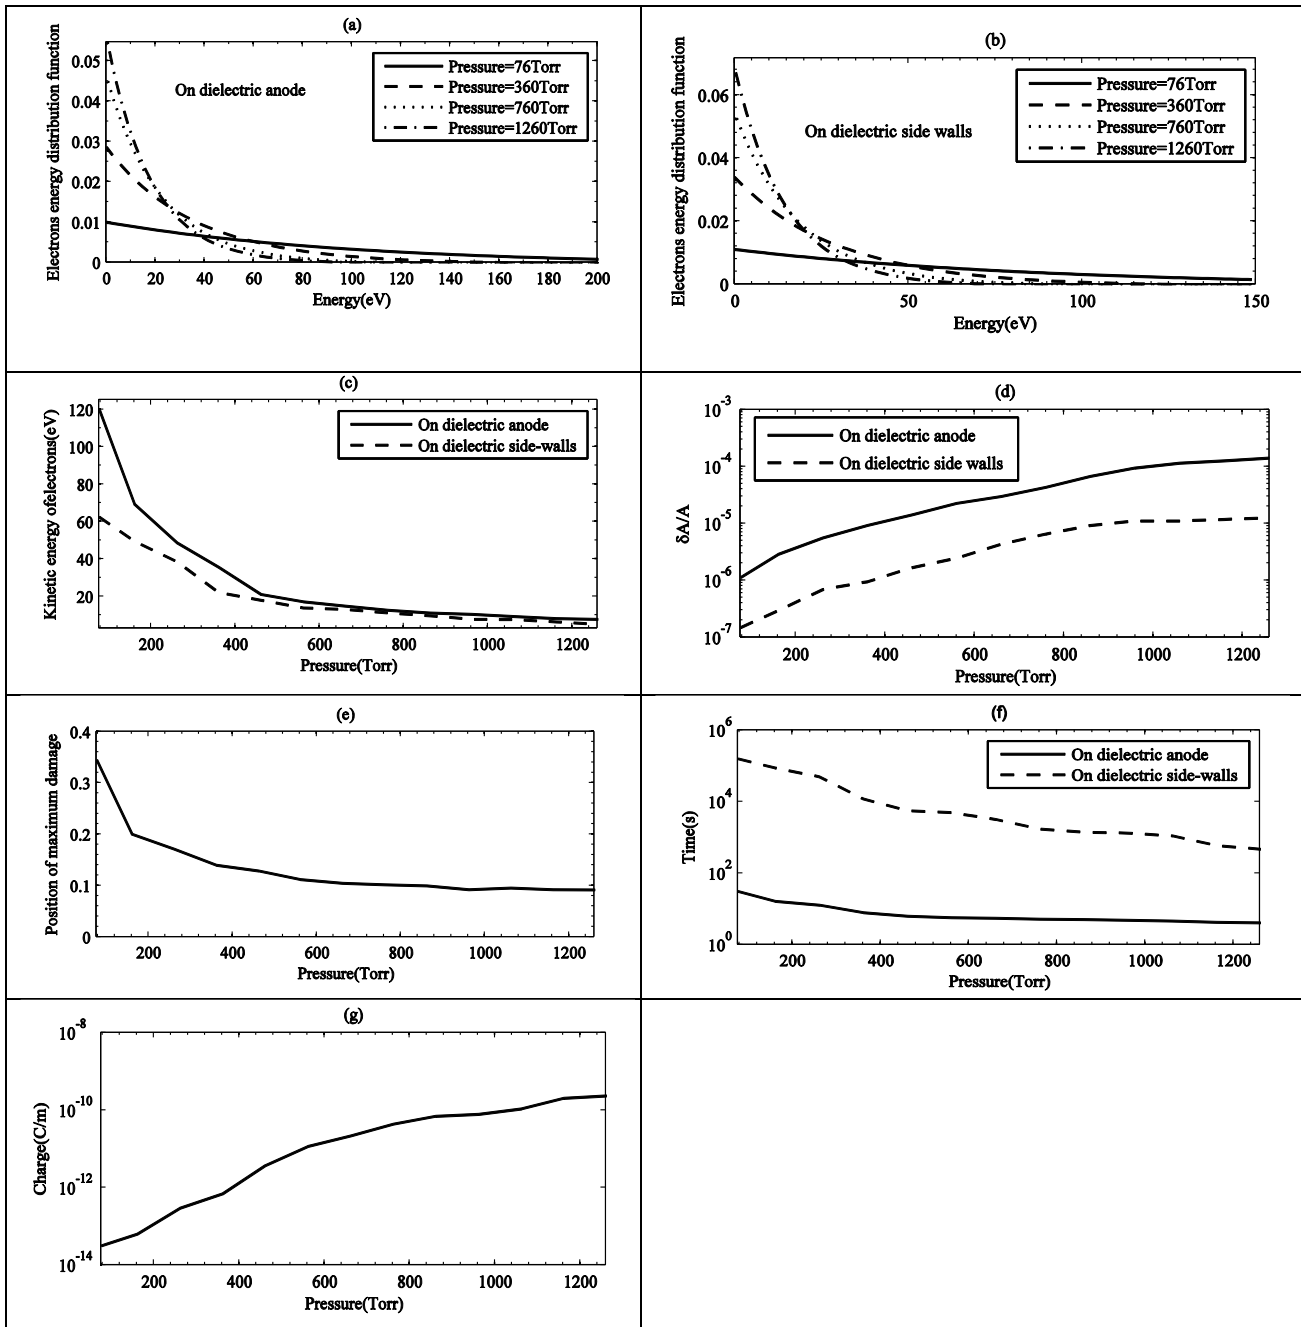 (a)
Electrons energy distribution function
0.05
0.04
0.03
0.02
0.01
0
On dielectric anode
Pressure=76Torr
Pressure=360Torr
Pressure=760Torr
Pressure=1260Torr
0 20 40 60 80 100 120 140 160 180 200
Energy(eV)
(b)
Electrons energy distribution function
0.06
0.04
0.02
0
On dielectric side walls
Pressure=76Torr
Pressure=360Torr
Pressure=760Torr
Pressure=1260Torr
0 50 100 150
Energy(eV)
(c)
Kinetic energy ofelectrons(eV)
120
100
80
60
40
20
On dielectric anode
On dielectric side-walls
200 400 600 800 1000 1200
Pressure(Torr)
(d)
δA/A
10-3
10-4
10-5
10-6
10-7
On dielectric anode
On dielectric side walls
200 400 600 800 1000 1200
Pressure(Torr)
(e)
Position of maximum damage
0.4
0.3
0.2
0.1
0
200 400 600 800 1000 1200
Pressure(Torr)
(f)
Time(s)
106
104
102
100
On dielectric anode
On dielectric side-walls
200 400 600 800 1000 1200
Pressure(Torr)
(g)
Charge(C/m)
10-8
10-10
10-12
10-14
200 400 600 800 1000 1200
Pressure(Torr)